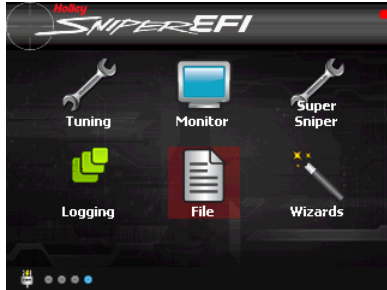 Holley
SNIPER EFI
Tuning
Monitor
Super
Sniper
Logging
File
Wizards